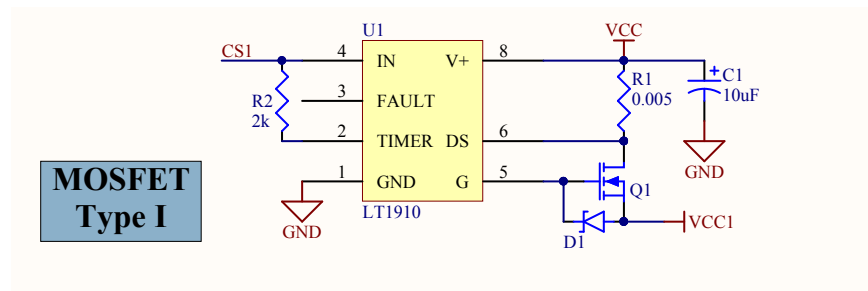 U1
CS1
4
IN
V+
8
VCC
R2
2k
3
FAULT
R1
0.005
C1
10uF
+
2
TIMER
DS
6
1
GND
G
5
Q1
GND
GND
LT1910
D1
VCC1
MOSFET
Type I